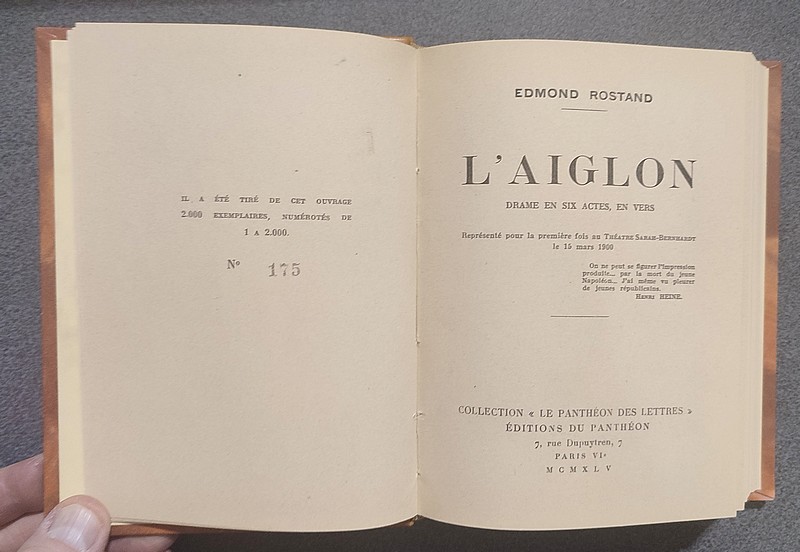 IL A ÉTÉ TIRÉ DE CET OUVRAGE
2.000 EXEMPLAIRES, NUMÉROTÉS DE
1 A 2.000.
Nº 175
EDMOND ROSTAND
L'AIGLON
DRAME EN SIX ACTES, EN VERS
Représenté pour la première fois au THÉATRE SARAH-BERNHARDT
le 15 mars 1900
On ne peut se figurer l'impression
produite... par la mort du jeune
Napoléon... J'ai même vu pleurer
de jeunes républicains.
HENRI HEINE.
COLLECTION « LE PANTHÉON DES LETTRES »
ÉDITIONS DU PANTHÉON
7, rue Dupuytren, 7
PARIS VIe
MCMXLV